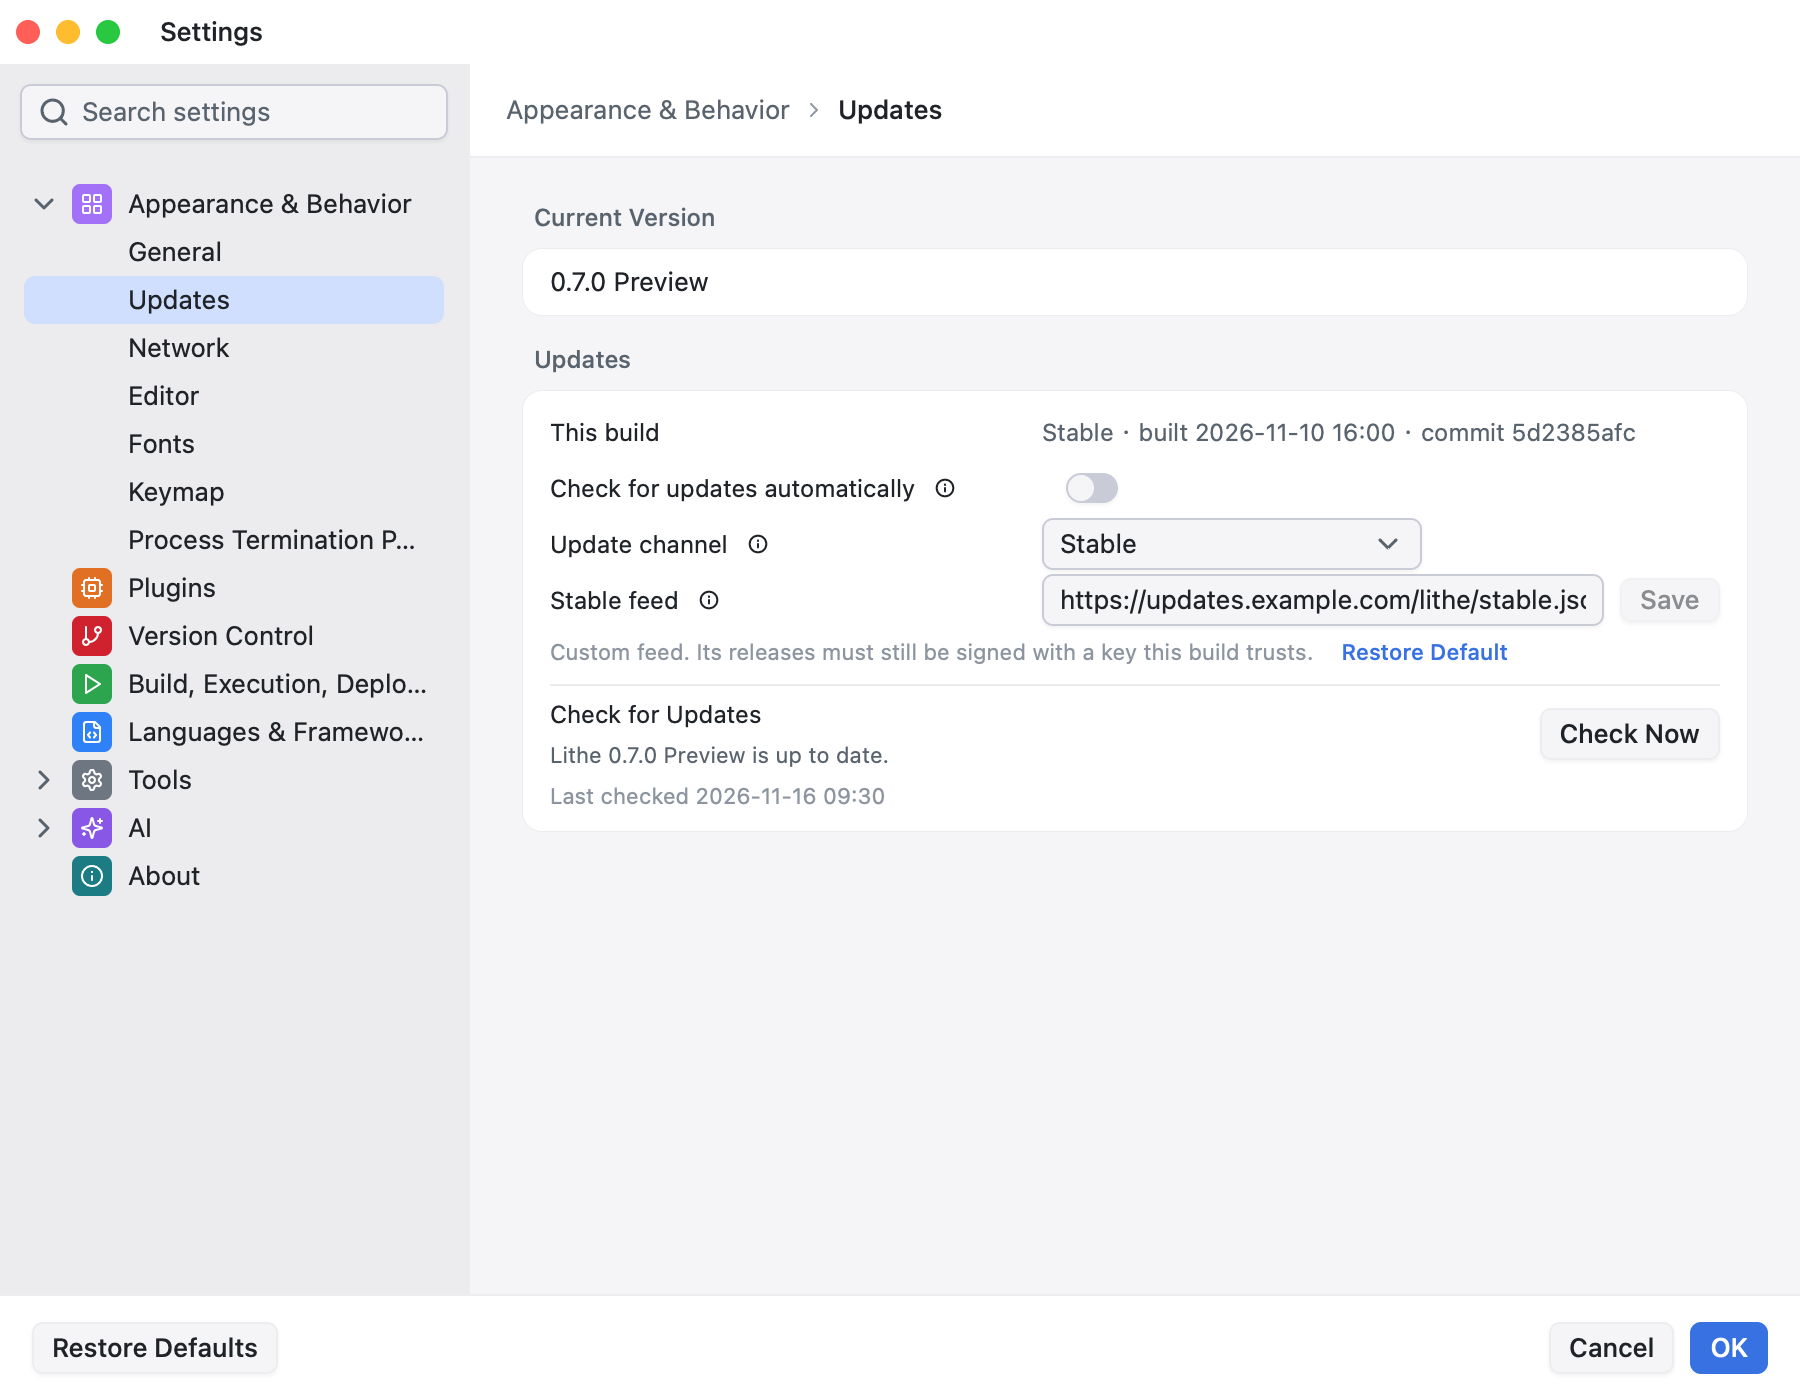 Settings
Search settings
Appearance & Behavior
General
Updates
Network
Editor
Fonts
Keymap
Process Termination P...
Plugins
Version Control
Build, Execution, Deplo...
Languages & Framewo...
Tools
AI
About
Appearance & Behavior > Updates
Current Version
0.7.0 Preview
Updates
This build Stable · built 2026-11-10 16:00 · commit 5d2385afc
Check for updates automatically
Update channel Stable
Stable feed https://updates.example.com/lithe/stable.jso Save
Custom feed. Its releases must still be signed with a key this build trusts. Restore Default
Check for Updates
Lithe 0.7.0 Preview is up to date.
Last checked 2026-11-16 09:30
Check Now
Restore Defaults
Cancel
OK